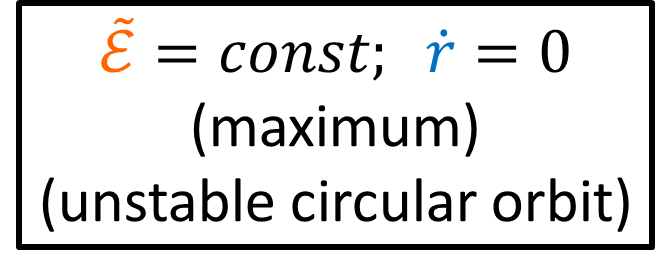 ℰ̃ = const; ṙ = 0
(maximum)
(unstable circular orbit)